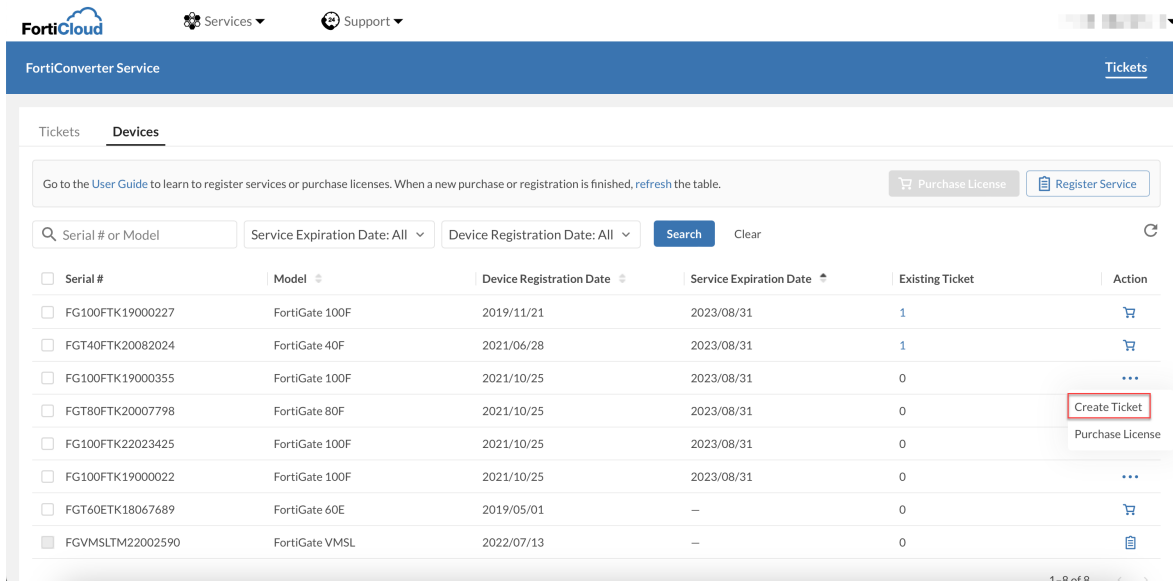 FortiCloud Services 24 Support
FortiConverter Service Tickets
Tickets Devices
Go to the User Guide to learn to register services or purchase licenses. When a new purchase or registration is finished, refresh the table. Purchase License Register Service
Serial # or Model Service Expiration Date: All Device Registration Date: All Search Clear
Serial # Model Device Registration Date Service Expiration Date Existing Ticket Action
FG100FTK19000227 FortiGate 100F 2019/11/21 2023/08/31 1
FGT40FTK20082024 FortiGate 40F 2021/06/28 2023/08/31 1
FG100FTK19000355 FortiGate 100F 2021/10/25 2023/08/31 0 •••
FGT80FTK20007798 FortiGate 80F 2021/10/25 2023/08/31 0 Create Ticket
Purchase License
FG100FTK22023425 FortiGate 100F 2021/10/25 2023/08/31 0
FG100FTK19000022 FortiGate 100F 2021/10/25 2023/08/31 0 •••
FGT60ETK18067689 FortiGate 60E 2019/05/01 – 0
FGVMSLTM22002590 FortiGate VMSL 2022/07/13 – 0
1–8 of 8